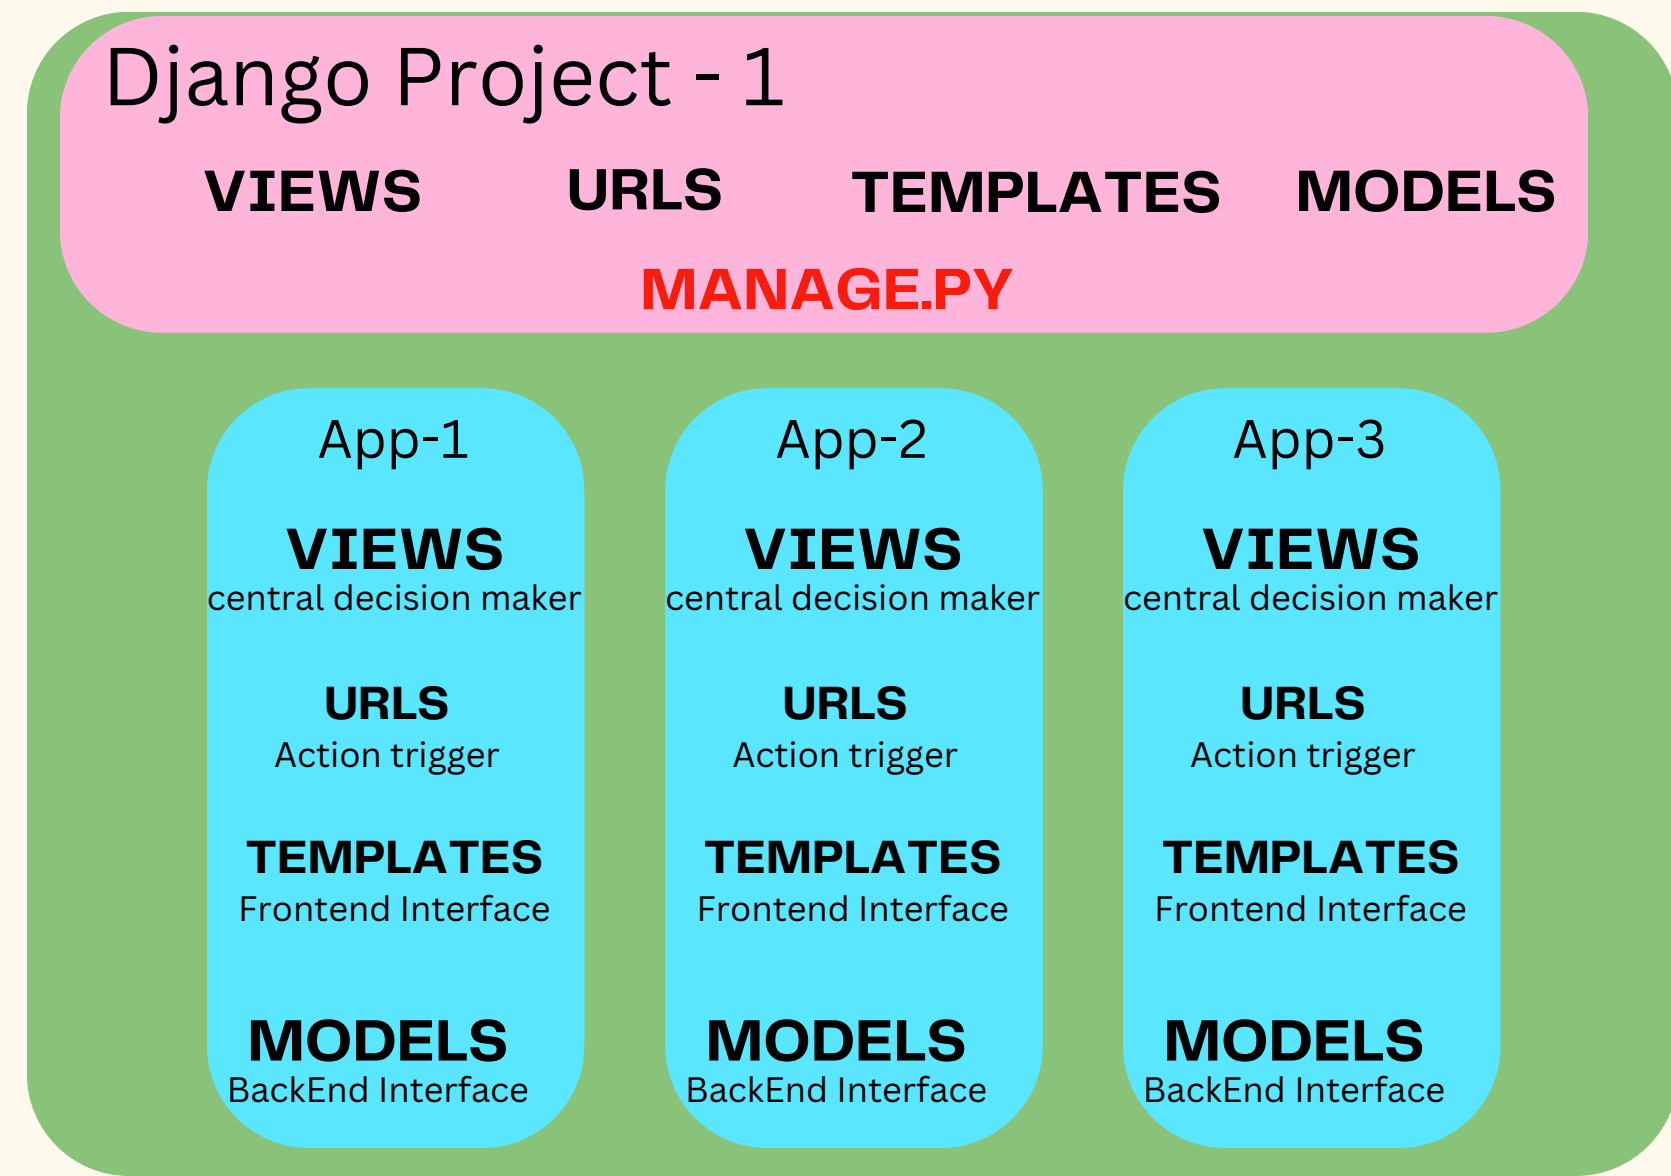 Django Project - 1
VIEWS URLS TEMPLATES MODELS
MANAGE.PY
App-1
VIEWS
central decision maker
URLS
Action trigger
TEMPLATES
Frontend Interface
MODELS
BackEnd Interface
App-2
VIEWS
central decision maker
URLS
Action trigger
TEMPLATES
Frontend Interface
MODELS
BackEnd Interface
App-3
VIEWS
central decision maker
URLS
Action trigger
TEMPLATES
Frontend Interface
MODELS
BackEnd Interface